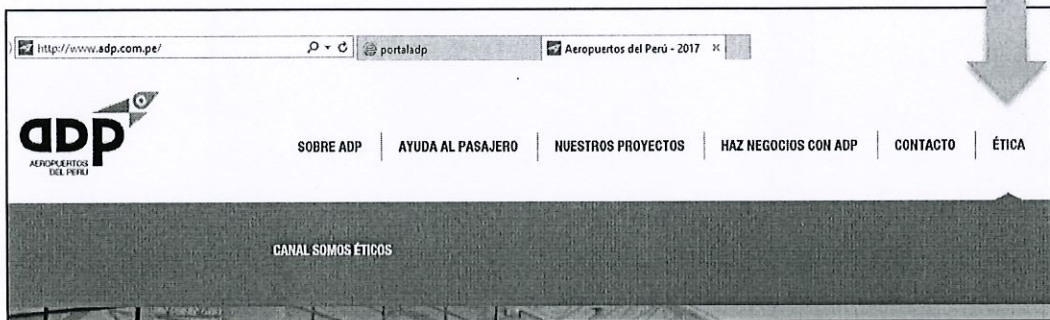 http://www.adp.com.pe/ portaladp Aeropuertos del Perú - 2017 ×
adp
AEROPUERTOS
DEL PERU
SOBRE ADP AYUDA AL PASAJERO NUESTROS PROYECTOS HAZ NEGOCIOS CON ADP CONTACTO ÉTICA
CANAL SOMOS ÉTICOS